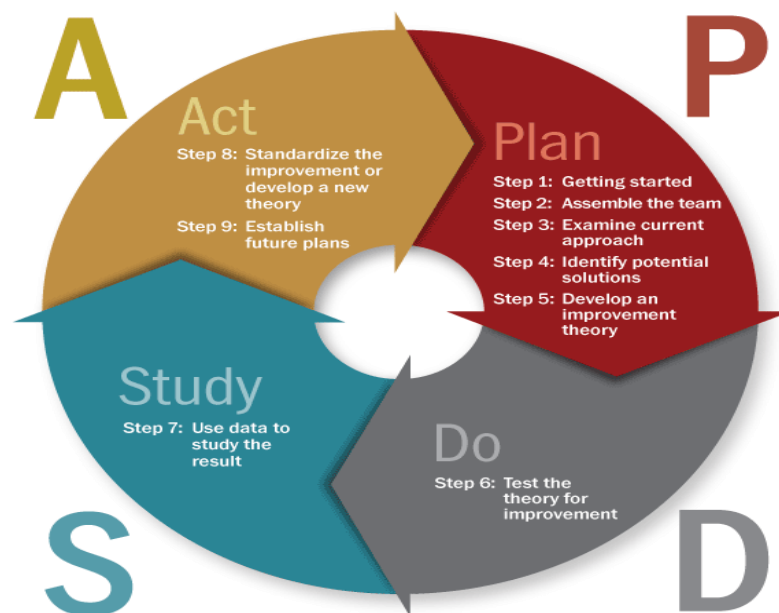 A
P
Act
Step 8: Standardize the
improvement or
develop a new
theory
Step 9: Establish
future plans
Plan
Step 1: Getting started
Step 2: Assemble the team
Step 3: Examine current
approach
Step 4: Identify potential
solutions
Step 5: Develop an
improvement
theory
Study
Step 7: Use data to
study the
result
Do
Step 6: Test the
theory for
improvement
S
D